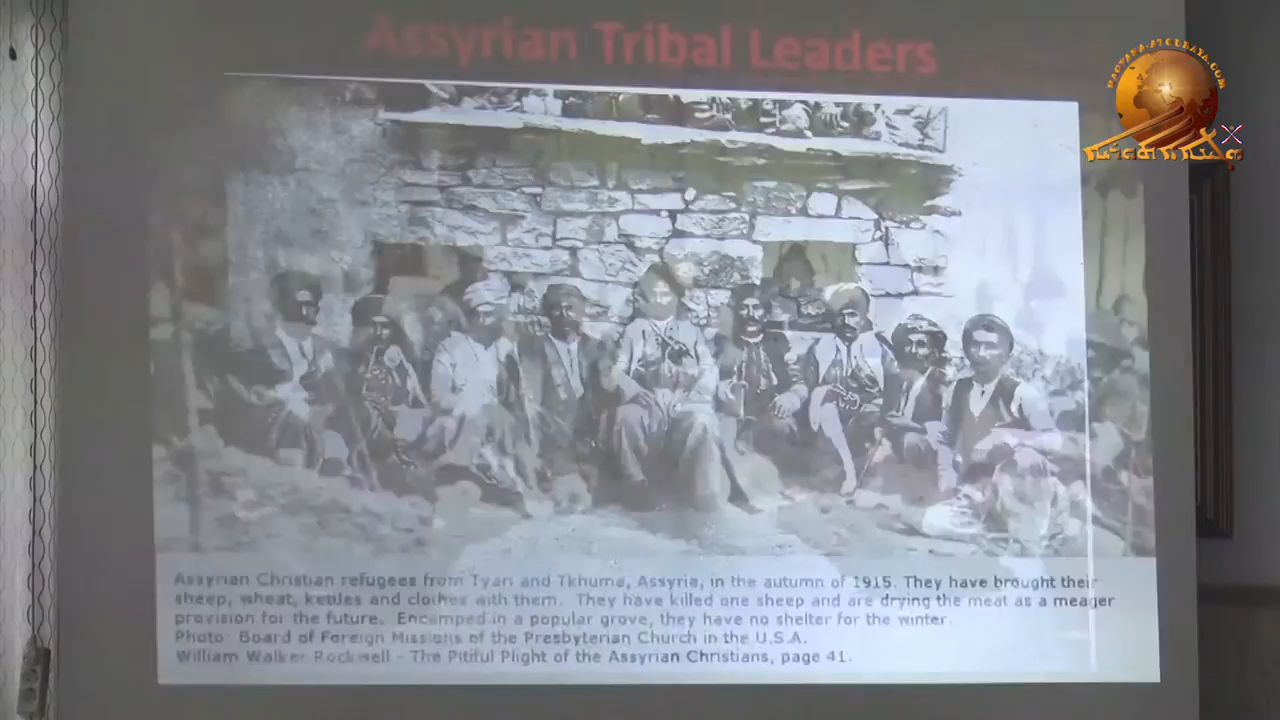 Assyrian Tribal Leaders
Assyrian Christian refugees from Tyari and Tkhuma, Assyria, in the autumn of 1915. They have brought their
sheep, wheat, kettles and clothes with them. They have killed one sheep and are drying the meat as a meager
provision for the future. Encamped in a popular grove, they have no shelter for the winter.
Photo: Board of Foreign Missions of the Presbyterian Church in the U.S.A.
William Walker Rockwell - The Pitiful Plight of the Assyrian Christians, page 41.